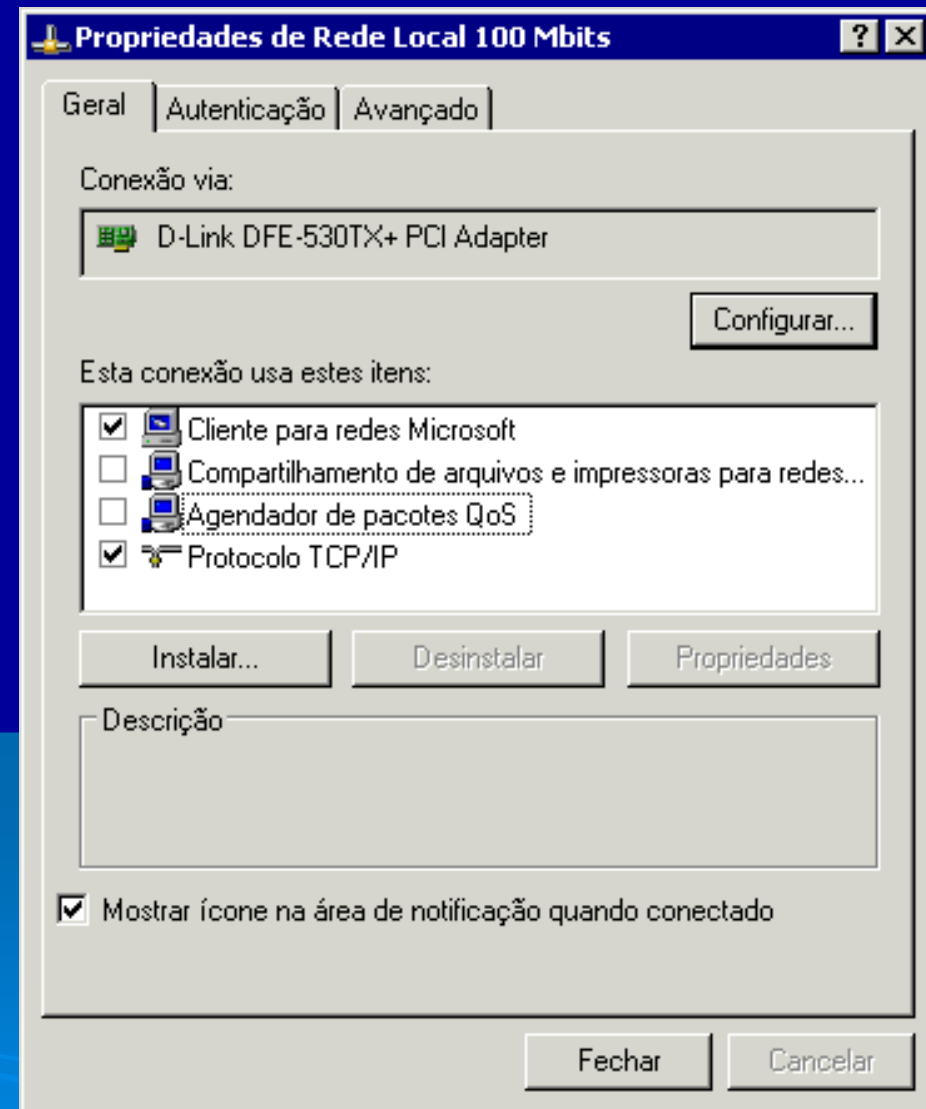 Propriedades de Rede Local 100 Mbits
Geral
Autenticação
Avançado
Conexão via:
D-Link DFE-530TX+ PCI Adapter
Configurar...
Esta conexão usa estes itens:
Cliente para redes Microsoft
Compartilhamento de arquivos e impressoras para redes...
Agendador de pacotes QoS
Protocolo TCP/IP
Instalar...
Desinstalar
Propriedades
Descrição
Mostrar ícone na área de notificação quando conectado
Fechar
Cancelar